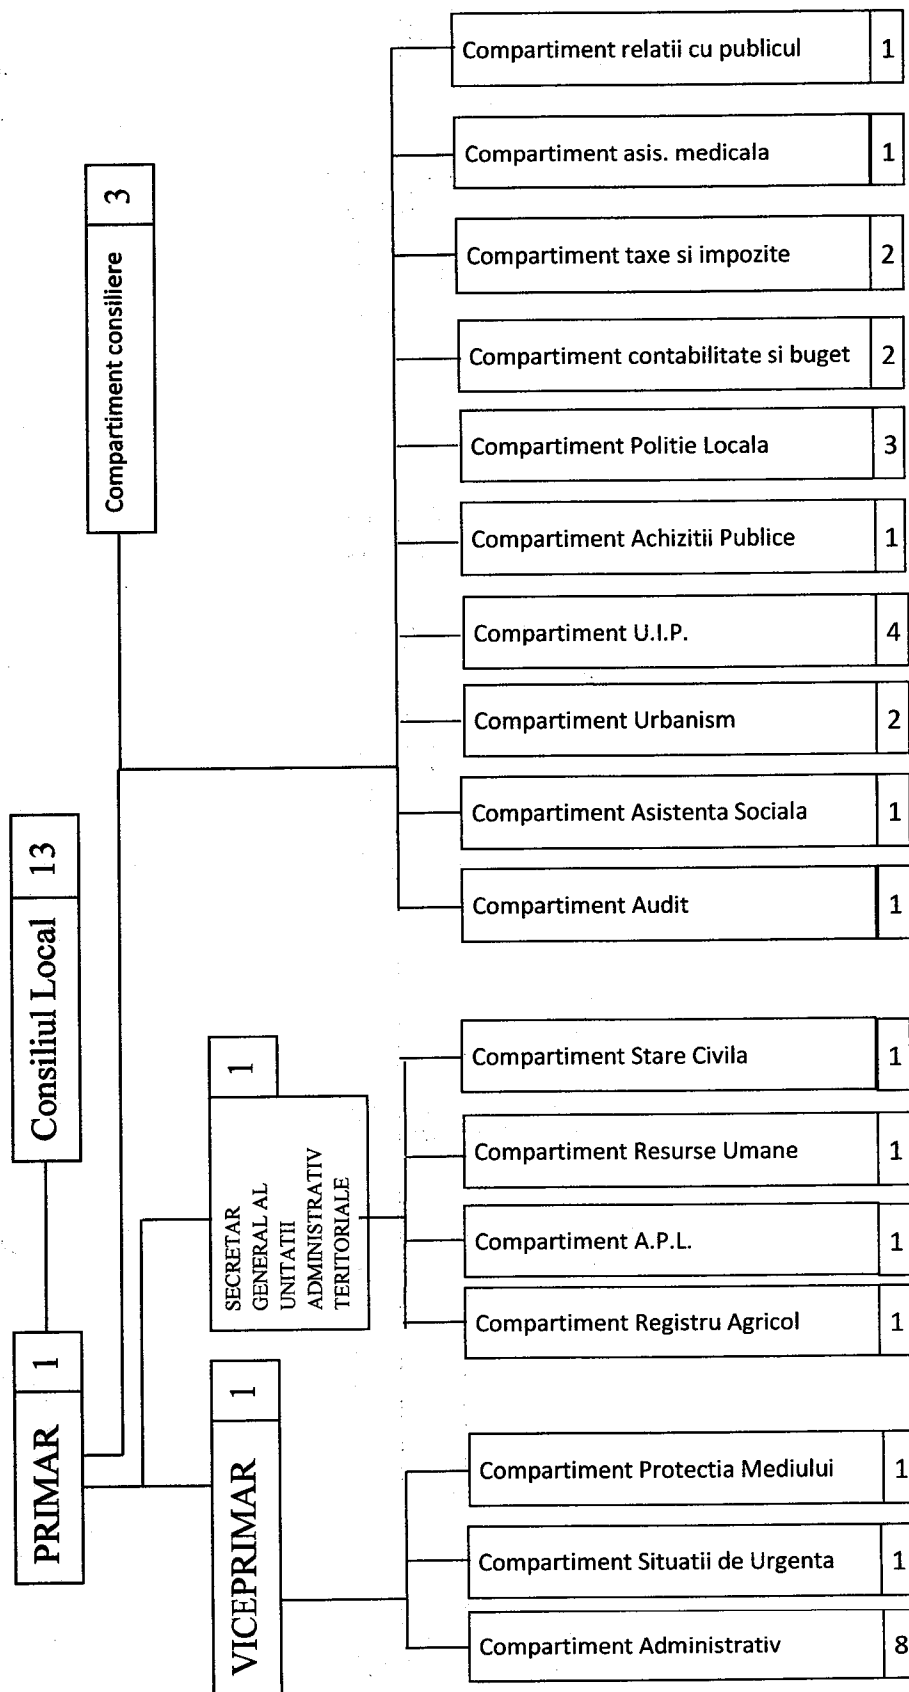 PRIMAR 1
Consiliul Local 13
Compartiment consiliere 3
VICEPRIMAR 1
SECRETAR
GENERAL AL
UNITATII
ADMINISTRATIV
TERITORIALE
1
Compartiment relatii cu publicul 1
Compartiment asis. medicala 1
Compartiment taxe si impozite 2
Compartiment contabilitate si buget 2
Compartiment Politie Locala 3
Compartiment Achizitii Publice 1
Compartiment U.I.P. 4
Compartiment Urbanism 2
Compartiment Asistenta Sociala 1
Compartiment Audit 1
Compartiment Stare Civila 1
Compartiment Resurse Umane 1
Compartiment A.P.L. 1
Compartiment Registru Agricol 1
Compartiment Protectia Mediului 1
Compartiment Situatii de Urgenta 1
Compartiment Administrativ 8